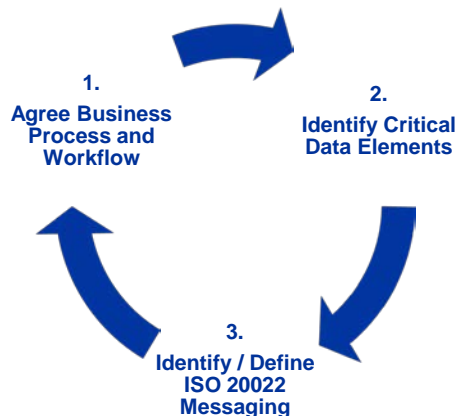 1.
Agree Business
Process and
Workflow
2.
Identify Critical
Data Elements
3.
Identify / Define
ISO 20022
Messaging